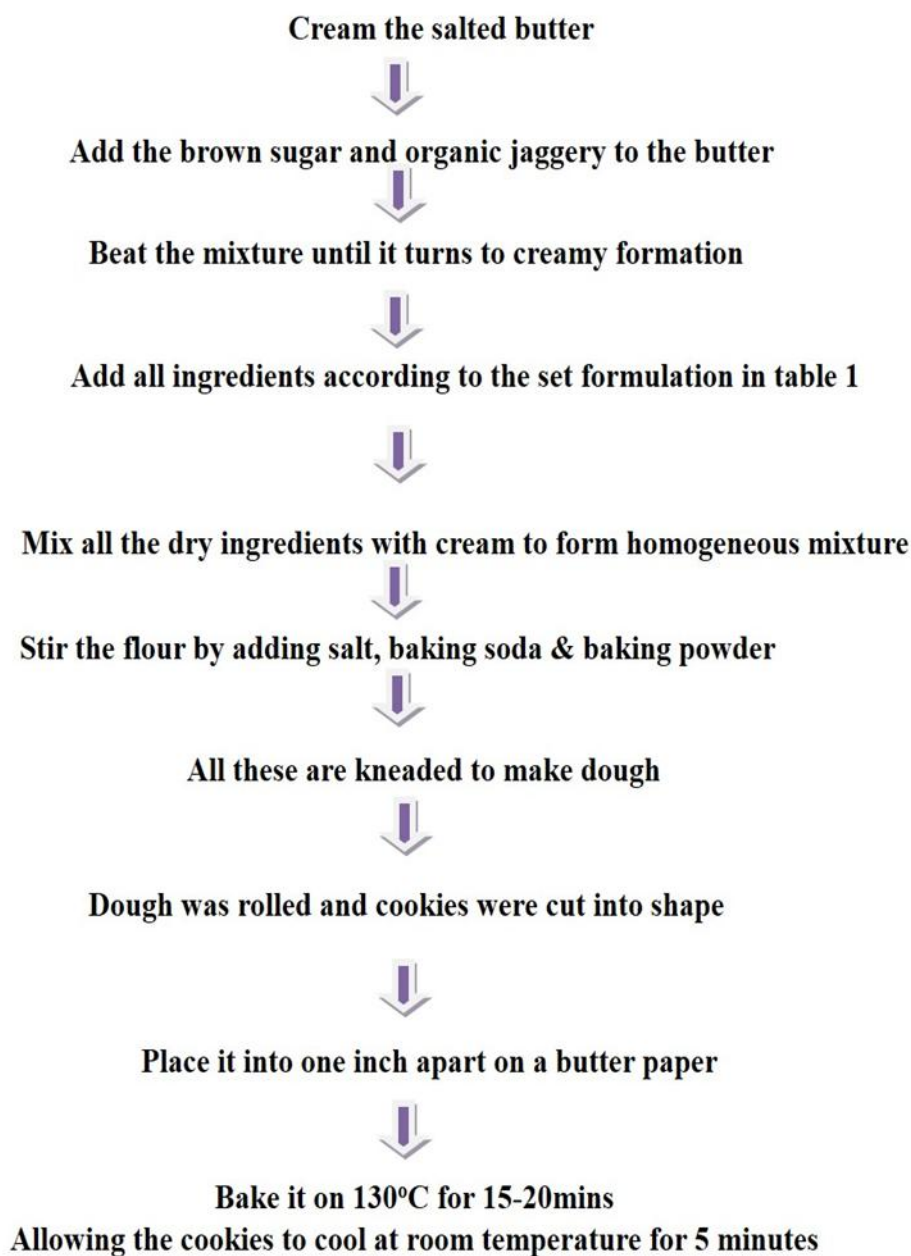 Cream the salted butter
Add the brown sugar and organic jaggery to the butter
Beat the mixture until it turns to creamy formation
Add all ingredients according to the set formulation in table 1
Mix all the dry ingredients with cream to form homogeneous mixture
Stir the flour by adding salt, baking soda & baking powder
All these are kneaded to make dough
Dough was rolled and cookies were cut into shape
Place it into one inch apart on a butter paper
Bake it on 130°C for 15-20mins
Allowing the cookies to cool at room temperature for 5 minutes